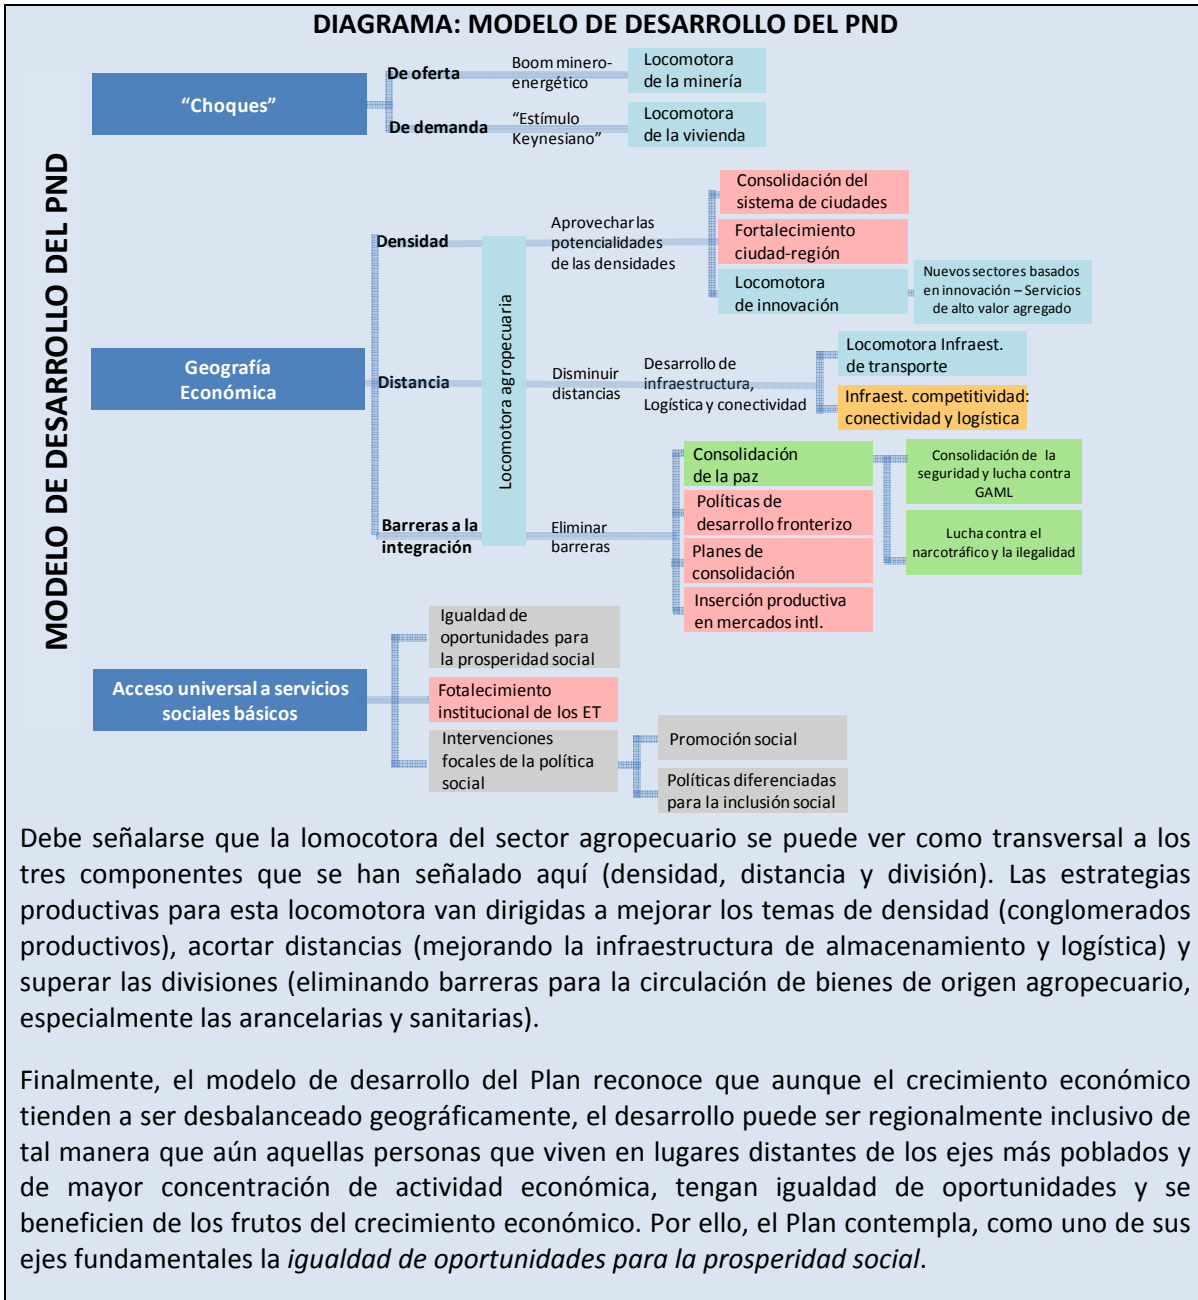 DIAGRAMA: MODELO DE DESARROLLO DEL PND
MODELO DE DESARROLLO DEL PND
“Choques”
De oferta
Boom minero-
energético
Locomotora
de la minería
De demanda
“Estímulo
Keynesiano”
Locomotora
de la vivienda
Geografía
Económica
Densidad
Locomotora agropecuaria
Aprovechar las
potencialidades
de las densidades
Consolidación del
sistema de ciudades
Fortalecimiento
ciudad-región
Locomotora
de innovación
Nuevos sectores basados
en innovación – Servicios
de alto valor agregado
Distancia
Disminuir
distancias
Desarrollo de
infraestructura,
Logística y conectividad
Locomotora Infraest.
de transporte
Infraest. competitividad:
conectividad y logística
Barreras a la
integración
Eliminar
barreras
Consolidación
de la paz
Consolidación de la
seguridad y lucha contra
GAML
Lucha contra el
narcotráfico y la ilegalidad
Políticas de
desarrollo fronterizo
Planes de
consolidación
Inserción productiva
en mercados intl.
Acceso universal a servicios
sociales básicos
Igualdad de
oportunidades para
la prosperidad social
Fotalecimiento
institucional de los ET
Intervenciones
focales de la política
social
Promoción social
Políticas diferenciadas
para la inclusión social
Debe señalarse que la lomocotora del sector agropecuario se puede ver como transversal a los
tres componentes que se han señalado aquí (densidad, distancia y división). Las estrategias
productivas para esta locomotora van dirigidas a mejorar los temas de densidad (conglomerados
productivos), acortar distancias (mejorando la infraestructura de almacenamiento y logística) y
superar las divisiones (eliminando barreras para la circulación de bienes de origen agropecuario,
especialmente las arancelarias y sanitarias).
Finalmente, el modelo de desarrollo del Plan reconoce que aunque el crecimiento económico
tienden a ser desbalanceado geográficamente, el desarrollo puede ser regionalmente inclusivo de
tal manera que aún aquellas personas que viven en lugares distantes de los ejes más poblados y
de mayor concentración de actividad económica, tengan igualdad de oportunidades y se
beneficien de los frutos del crecimiento económico. Por ello, el Plan contempla, como uno de sus
ejes fundamentales la igualdad de oportunidades para la prosperidad social.